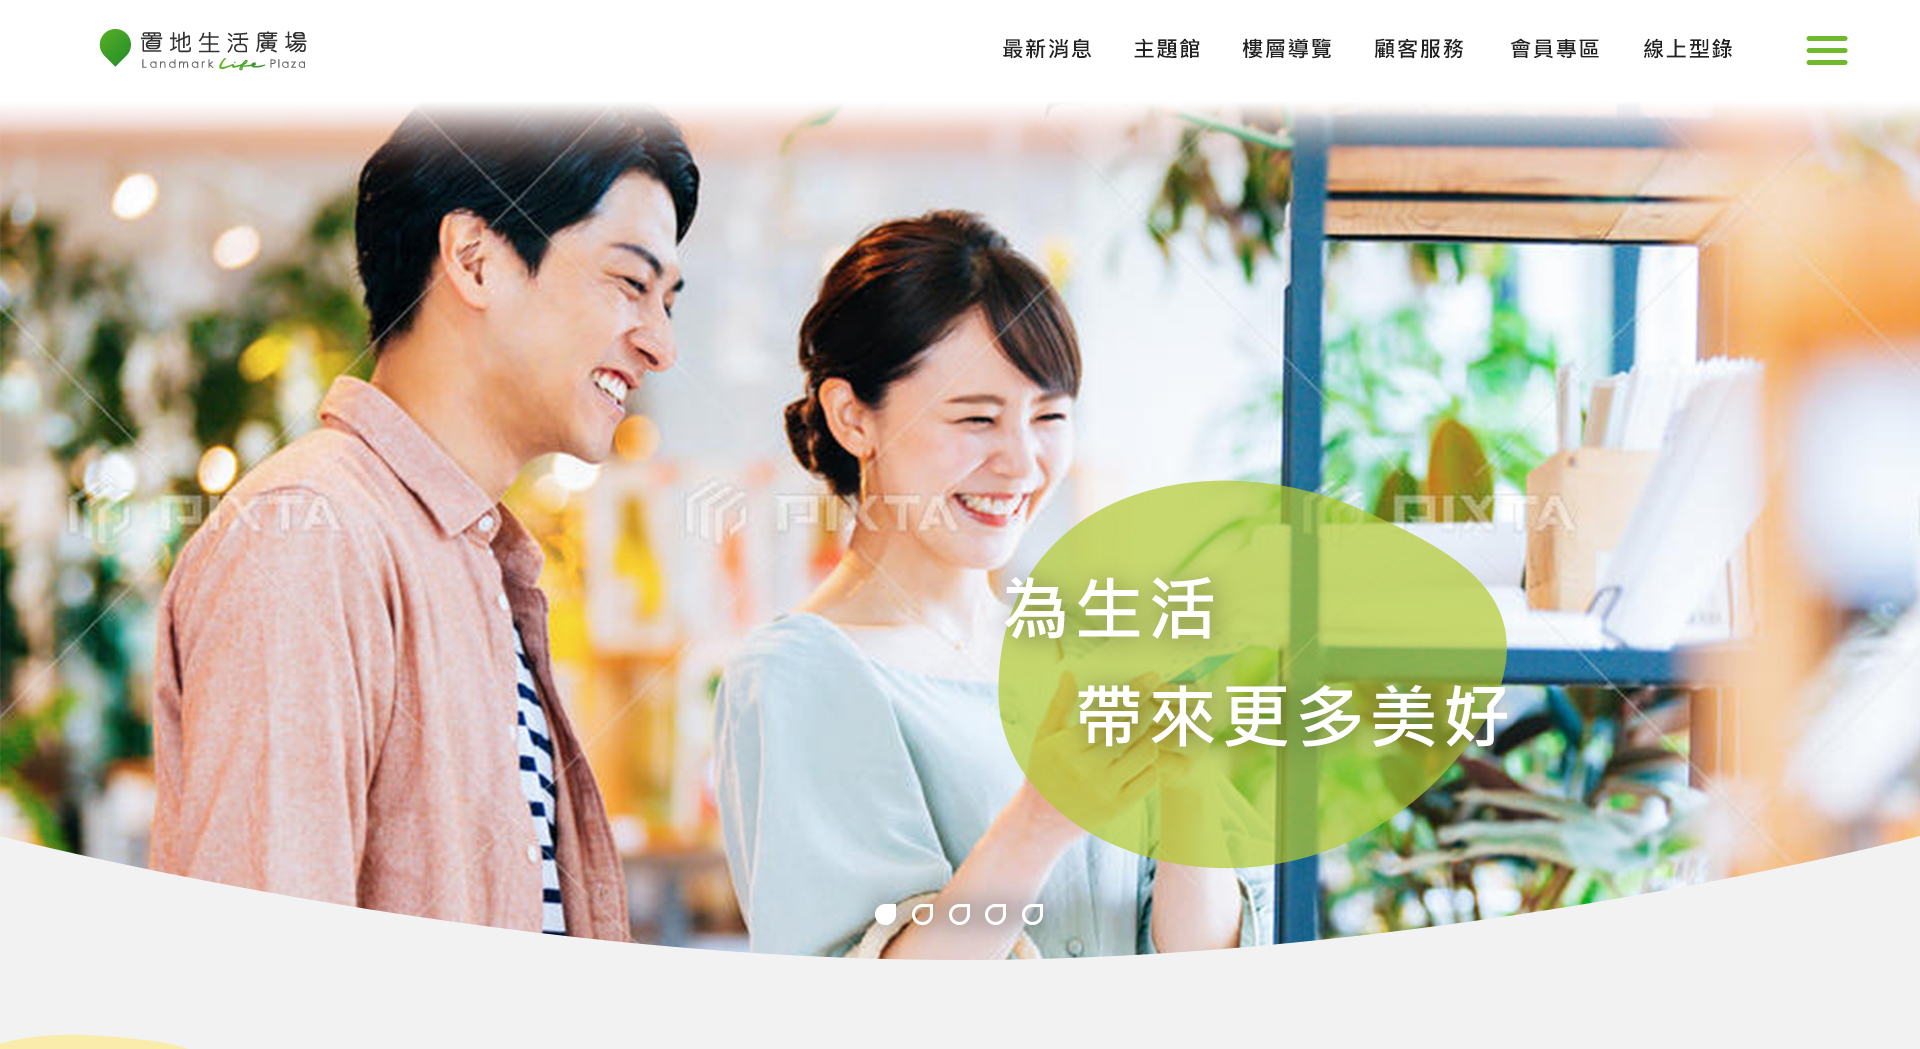 置地生活廣場
Landmark Life Plaza
最新消息 主題館 樓層導覽 顧客服務 會員專區 線上型錄
PIXTA PIXTA PIXTA
為生活
帶來更多美好